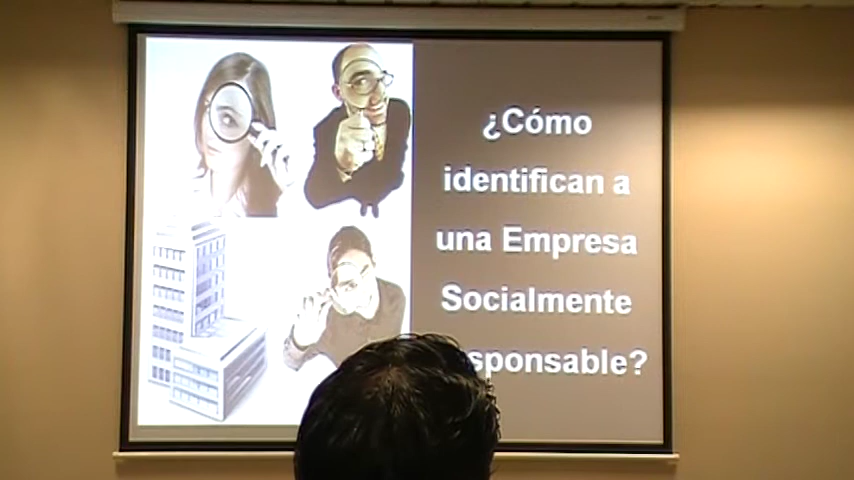 ¿Cómo
identifican a
una Empresa
Socialmente
sponsable?